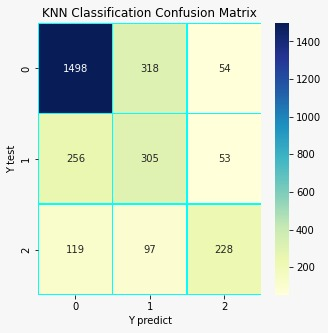 KNN Classification Confusion Matrix
Y test
0
1498 318 54
1
256 305 53
2
119 97 228
0 1 2
Y predict
1400
1200
1000
800
600
400
200